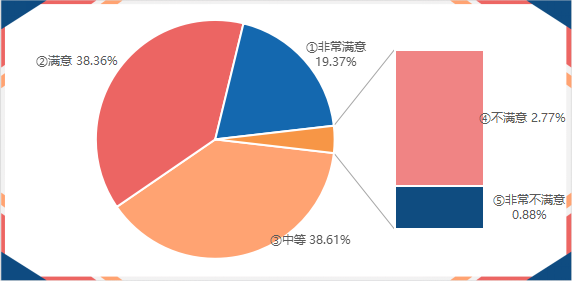 ①非常满意
19.37%
②满意 38.36%
④不满意 2.77%
⑤非常不满意
0.88%
③中等 38.61%